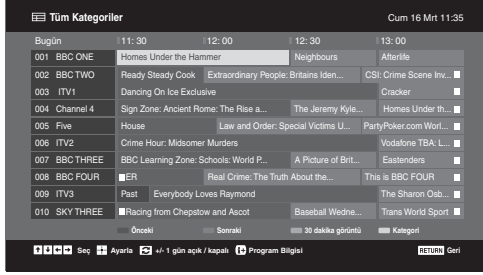 Tüm Kategoriler Cum 16 Mrt 11:35
Bugün 11: 30 12: 00 12: 30 13: 00
001 BBC ONE Homes Under the Hammer Neighbours Afterlife
002 BBC TWO Ready Steady Cook Extraordinary People: Britains Iden... CSI: Crime Scene Inv...
003 ITV1 Dancing On Ice Exclusive Cracker
004 Channel 4 Sign Zone: Ancient Rome: The Rise a... The Jeremy Kyle... Homes Under th...
005 Five House Law and Order: Special Victims U... PartyPoker.com Worl...
006 ITV2 Crime Hour: Midsomer Murders Vodafone TBA: L...
007 BBC THREE BBC Learning Zone: Schools: World P... A Picture of Brit... Eastenders
008 BBC FOUR ER Real Crime: The Truth About the... This is BBC FOUR
009 ITV3 Past Everybody Loves Raymond The Sharon Osb...
010 SKY THREE Racing from Chepstow and Ascot Baseball Wedne... Trans World Sport
Önceki Sonraki 30 dakika görüntü Kategori
Seç Ayarla +/- 1 gün açık / kapalı Program Bilgisi RETURN Geri